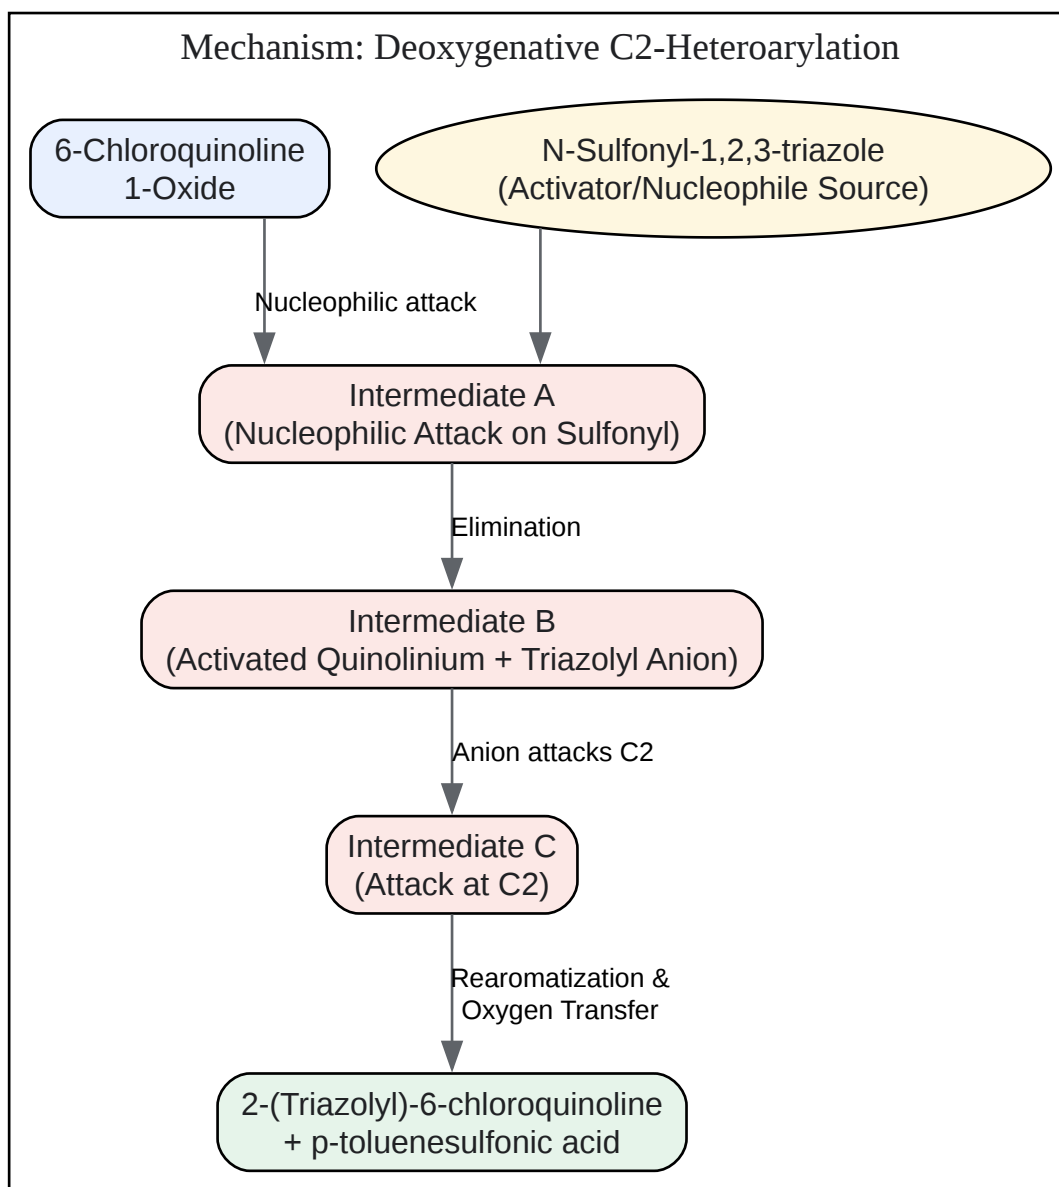 Mechanism: Deoxygenative C2-Heteroarylation
6-Chloroquinoline
1-Oxide
N-Sulfonyl-1,2,3-triazole
(Activator/Nucleophile Source)
Nucleophilic attack
Intermediate A
(Nucleophilic Attack on Sulfonyl)
Elimination
Intermediate B
(Activated Quinolinium + Triazolyl Anion)
Anion attacks C2
Intermediate C
(Attack at C2)
Rearomatization &
Oxygen Transfer
2-(Triazolyl)-6-chloroquinoline
+ p-toluenesulfonic acid